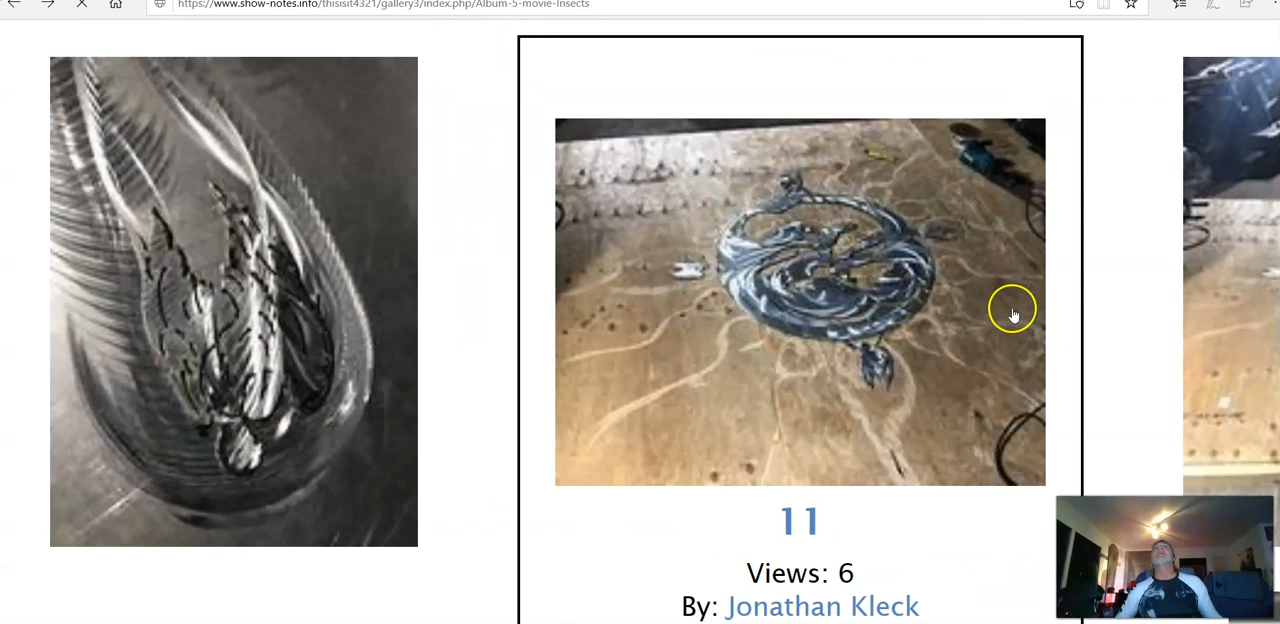 https://www.show-notes.info/thisisit4321/gallery3/index.php/Album-5-movie-Insects
11
Views: 6
By: Jonathan Kleck